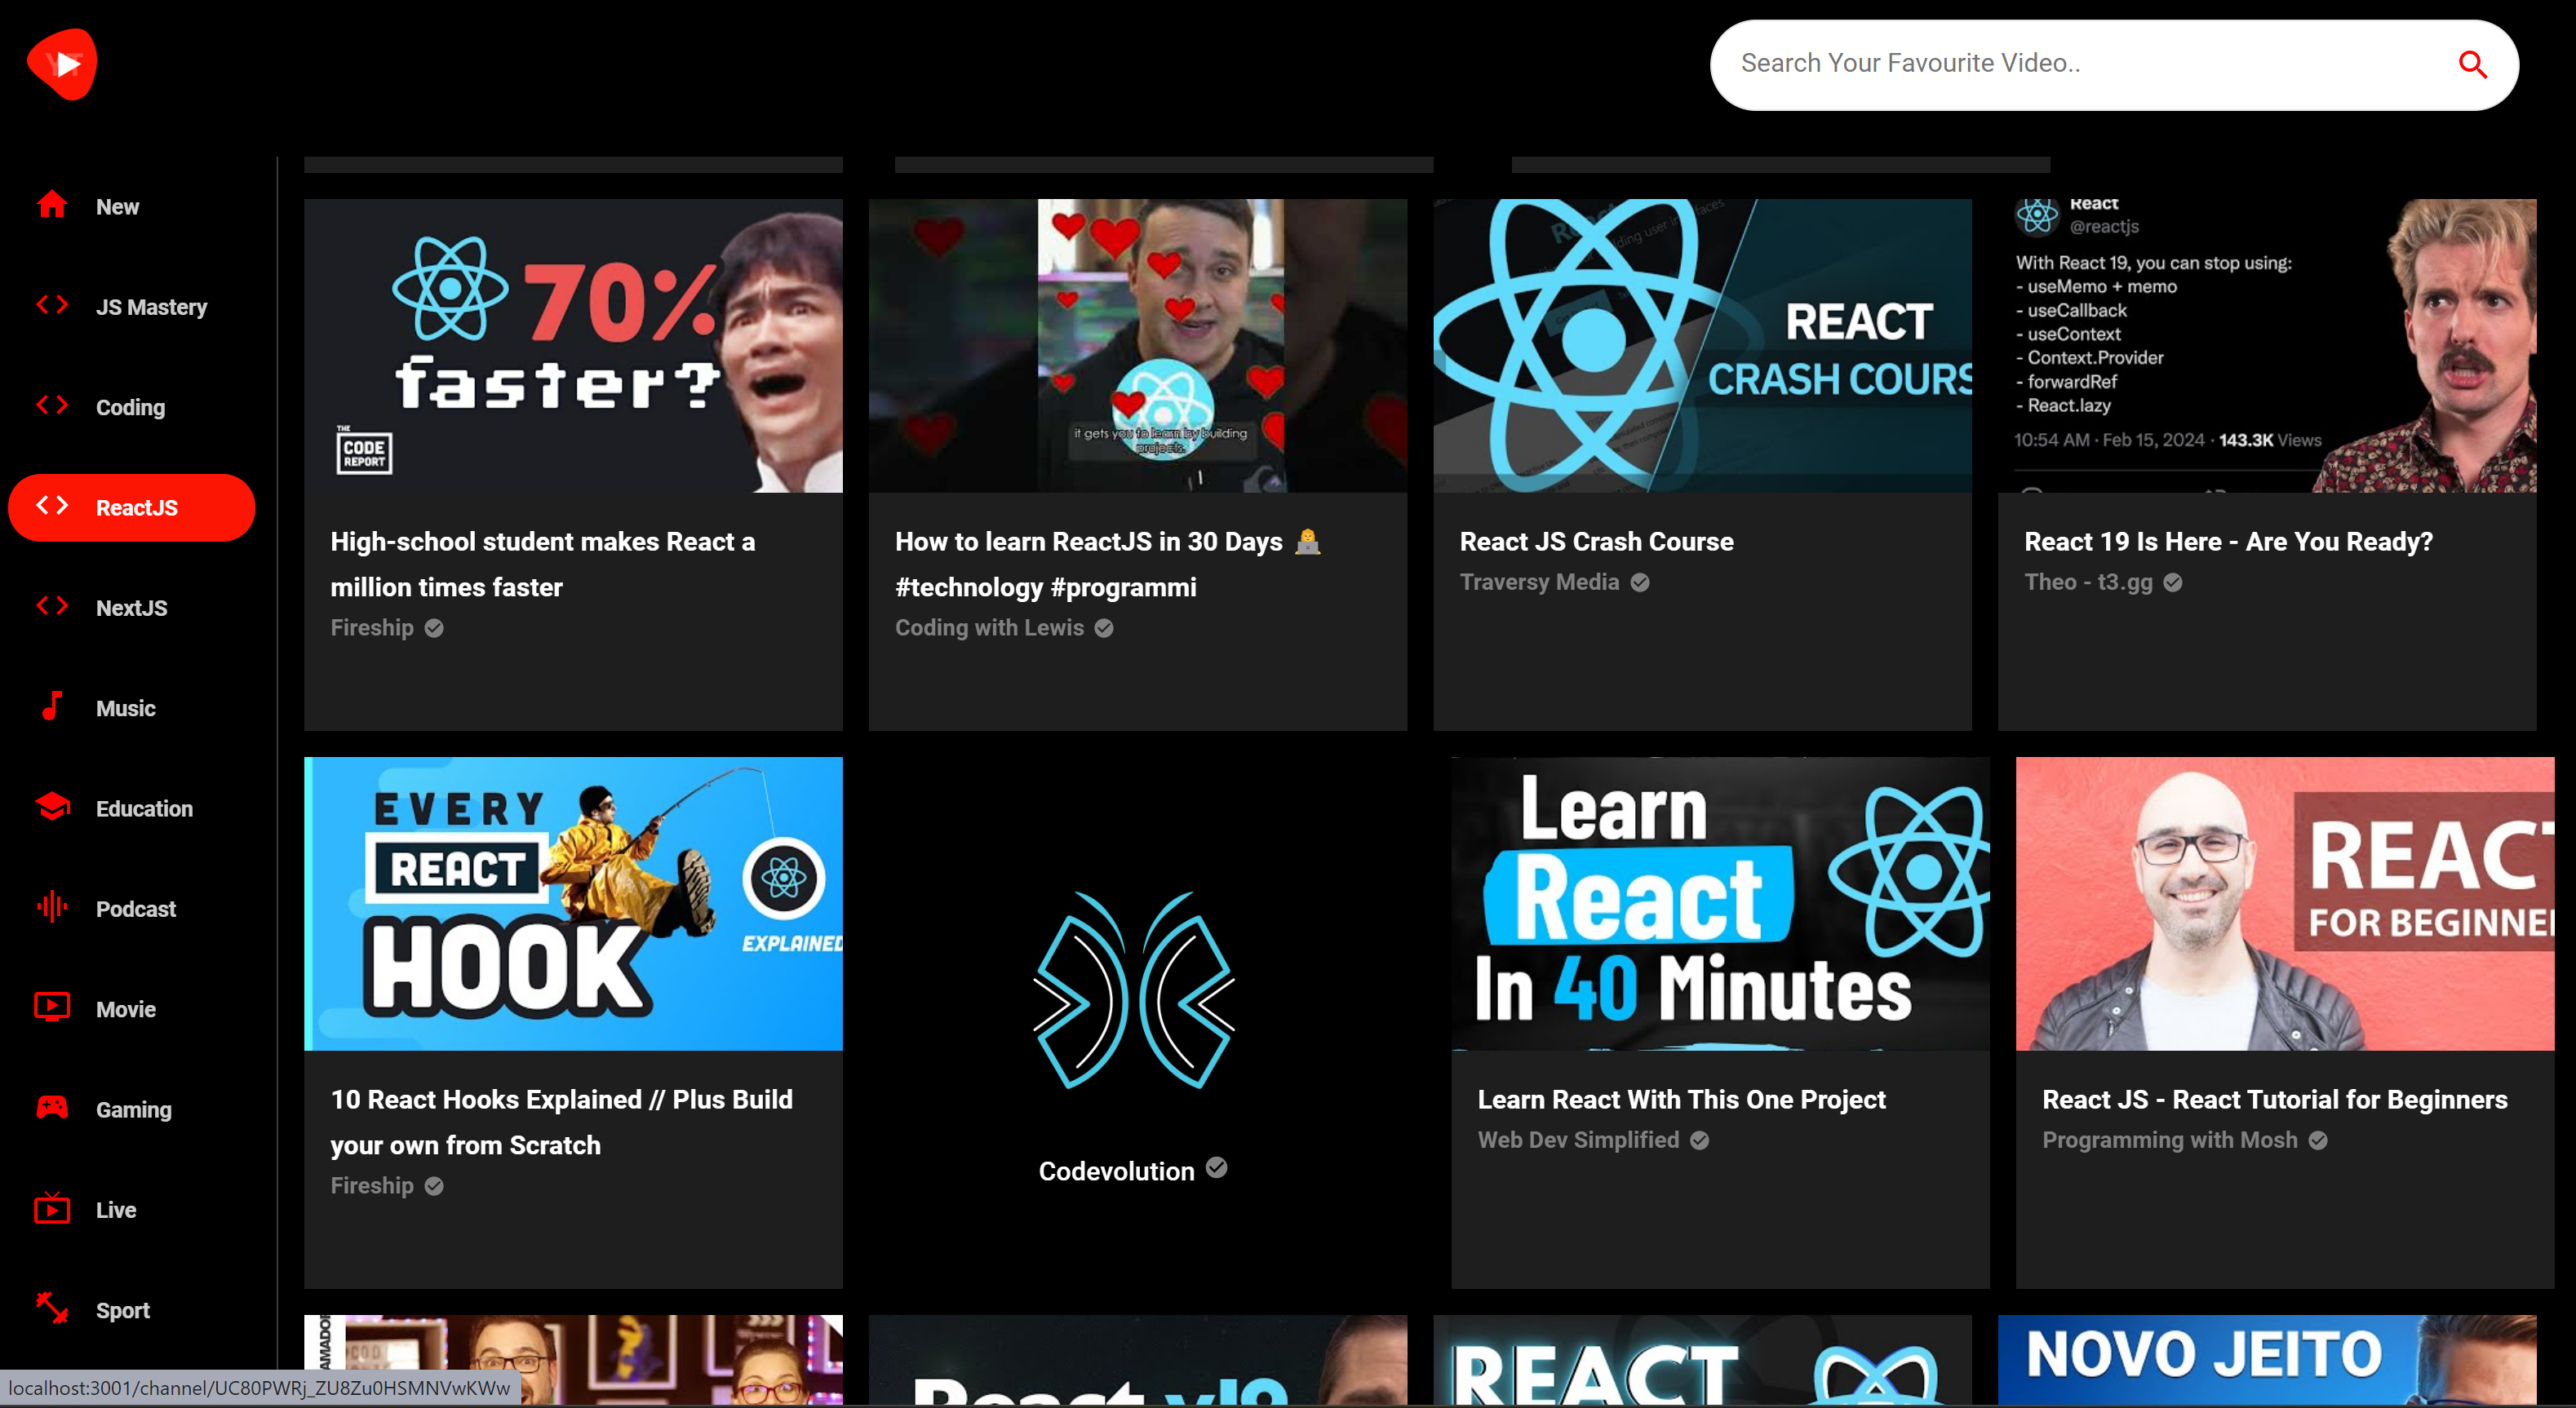 YT
Search Your Favourite Video..
New
JS Mastery
Coding
ReactJS
NextJS
Music
Education
Podcast
Movie
Gaming
Live
Sport
70%
faster?
THE
CODE
REPORT
High-school student makes React a
million times faster
Fireship
it gets you to learn by building
projects.
How to learn ReactJS in 30 Days 🧑‍💻
#technology #programmi
Coding with Lewis
REACT
CRASH COURS
React JS Crash Course
Traversy Media
React
@reactjs
With React 19, you can stop using:
- useMemo + memo
- useCallback
- useContext
- Context.Provider
- forwardRef
- React.lazy
10:54 AM · Feb 15, 2024 · 143.3K Views
React 19 Is Here - Are You Ready?
Theo - t3.gg
EVERY
REACT
HOOK
EXPLAINED
10 React Hooks Explained // Plus Build
your own from Scratch
Fireship
Codevolution
Learn
React
In 40 Minutes
Learn React With This One Project
Web Dev Simplified
REACT
FOR BEGINNE
React JS - React Tutorial for Beginners
Programming with Mosh
AMADOR
React v19
REACT
NOVO JEITO
localhost:3001/channel/UC80PWRj_ZU8Zu0HSMNVwKWw